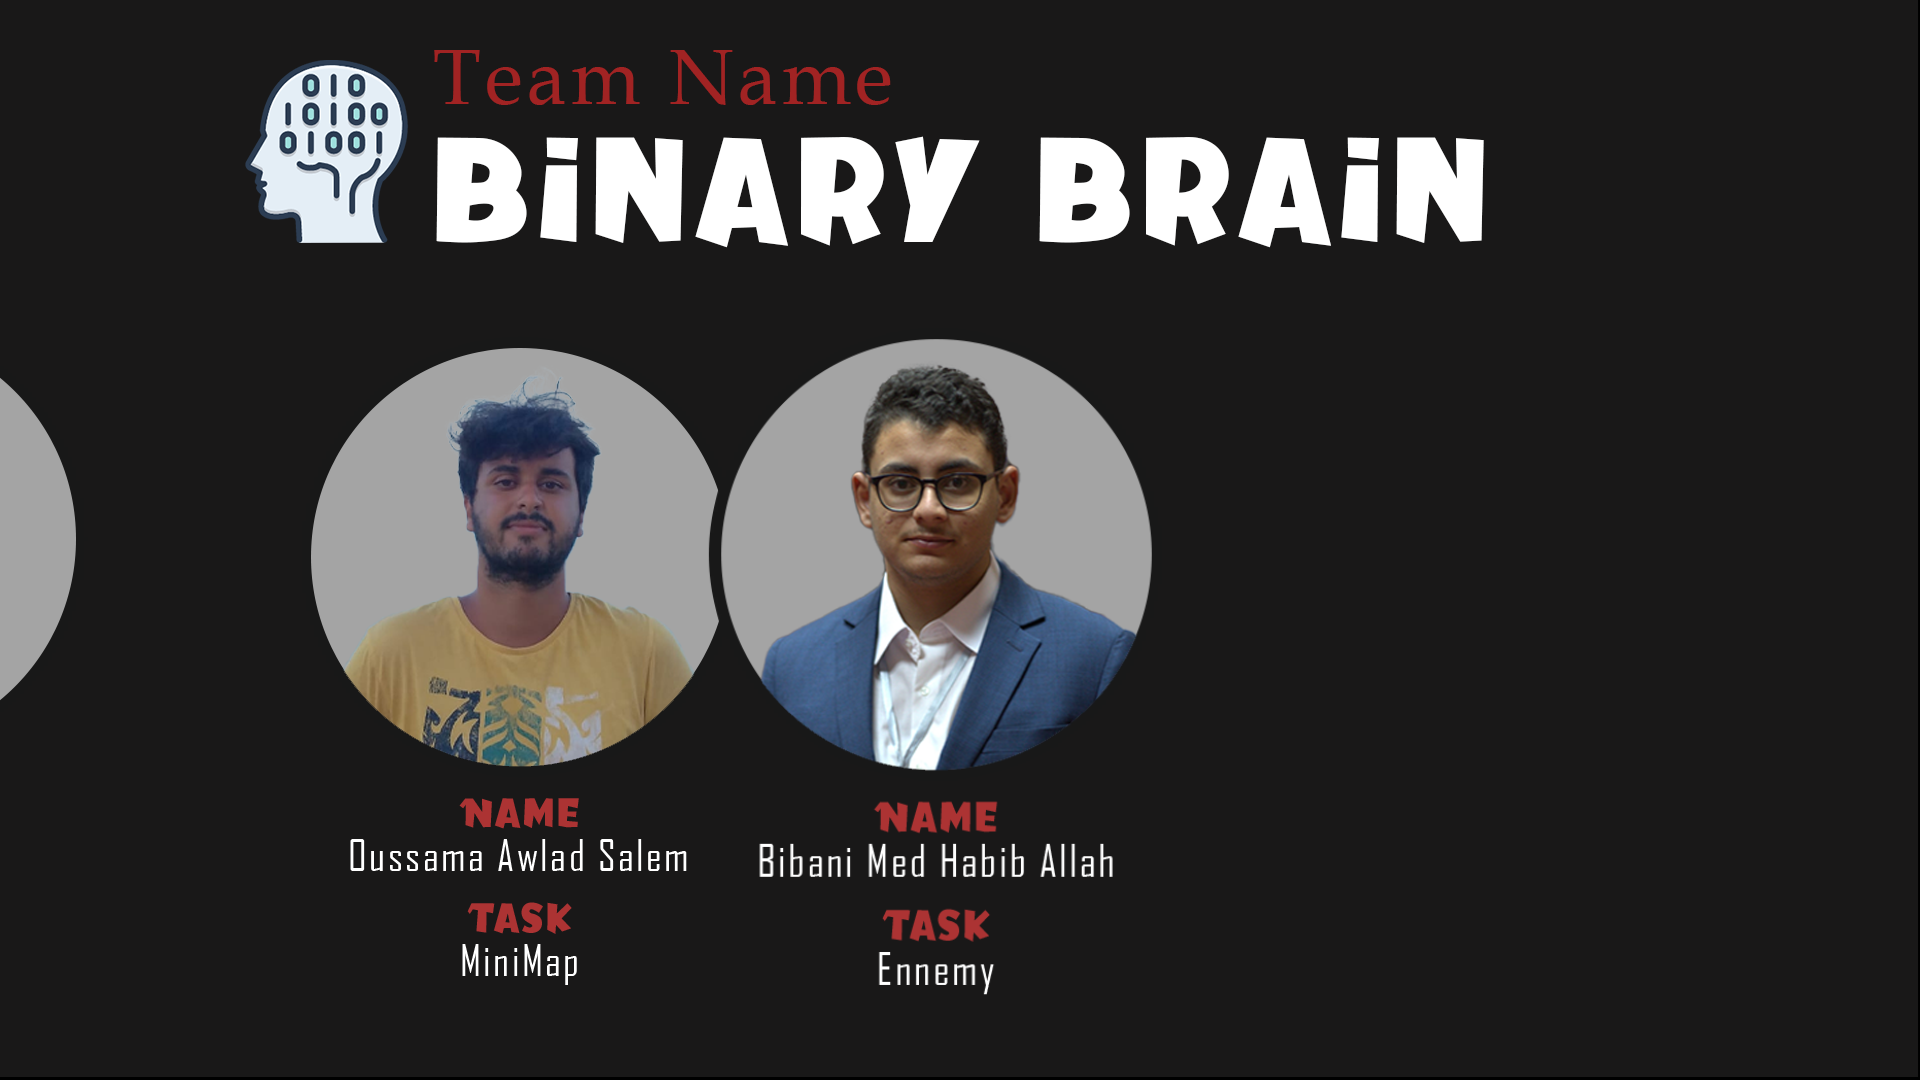 Team Name
BiNARY BRAiN
010
10100
01001
NAME
Oussama Awlad Salem
TASK
MiniMap
NAME
Bibani Med Habib Allah
TASK
Ennemy